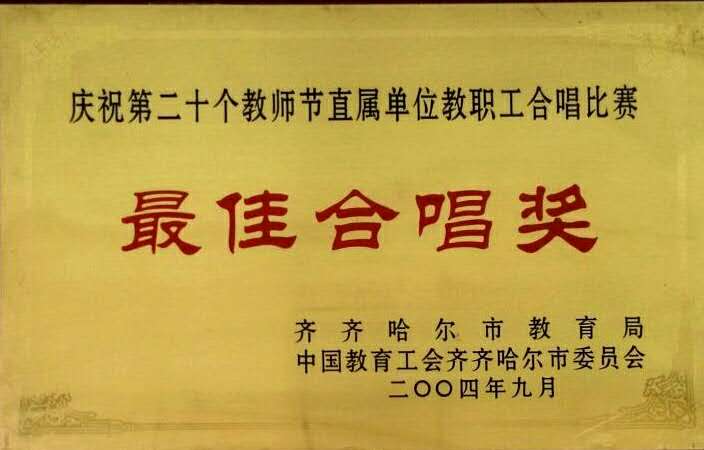 庆祝第二十个教师节直属单位教职工合唱比赛
最佳合唱奖
齐齐哈尔市教育局
中国教育工会齐齐哈尔市委员会
二〇〇四年九月